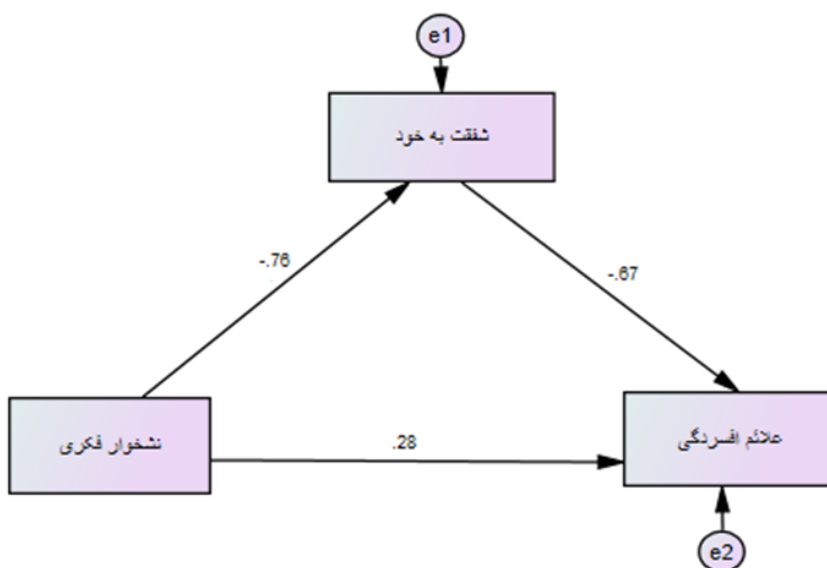 e1
شفقت به خود
-.76
-.67
نشخوار فکری
.28
علائم افسردگی
e2